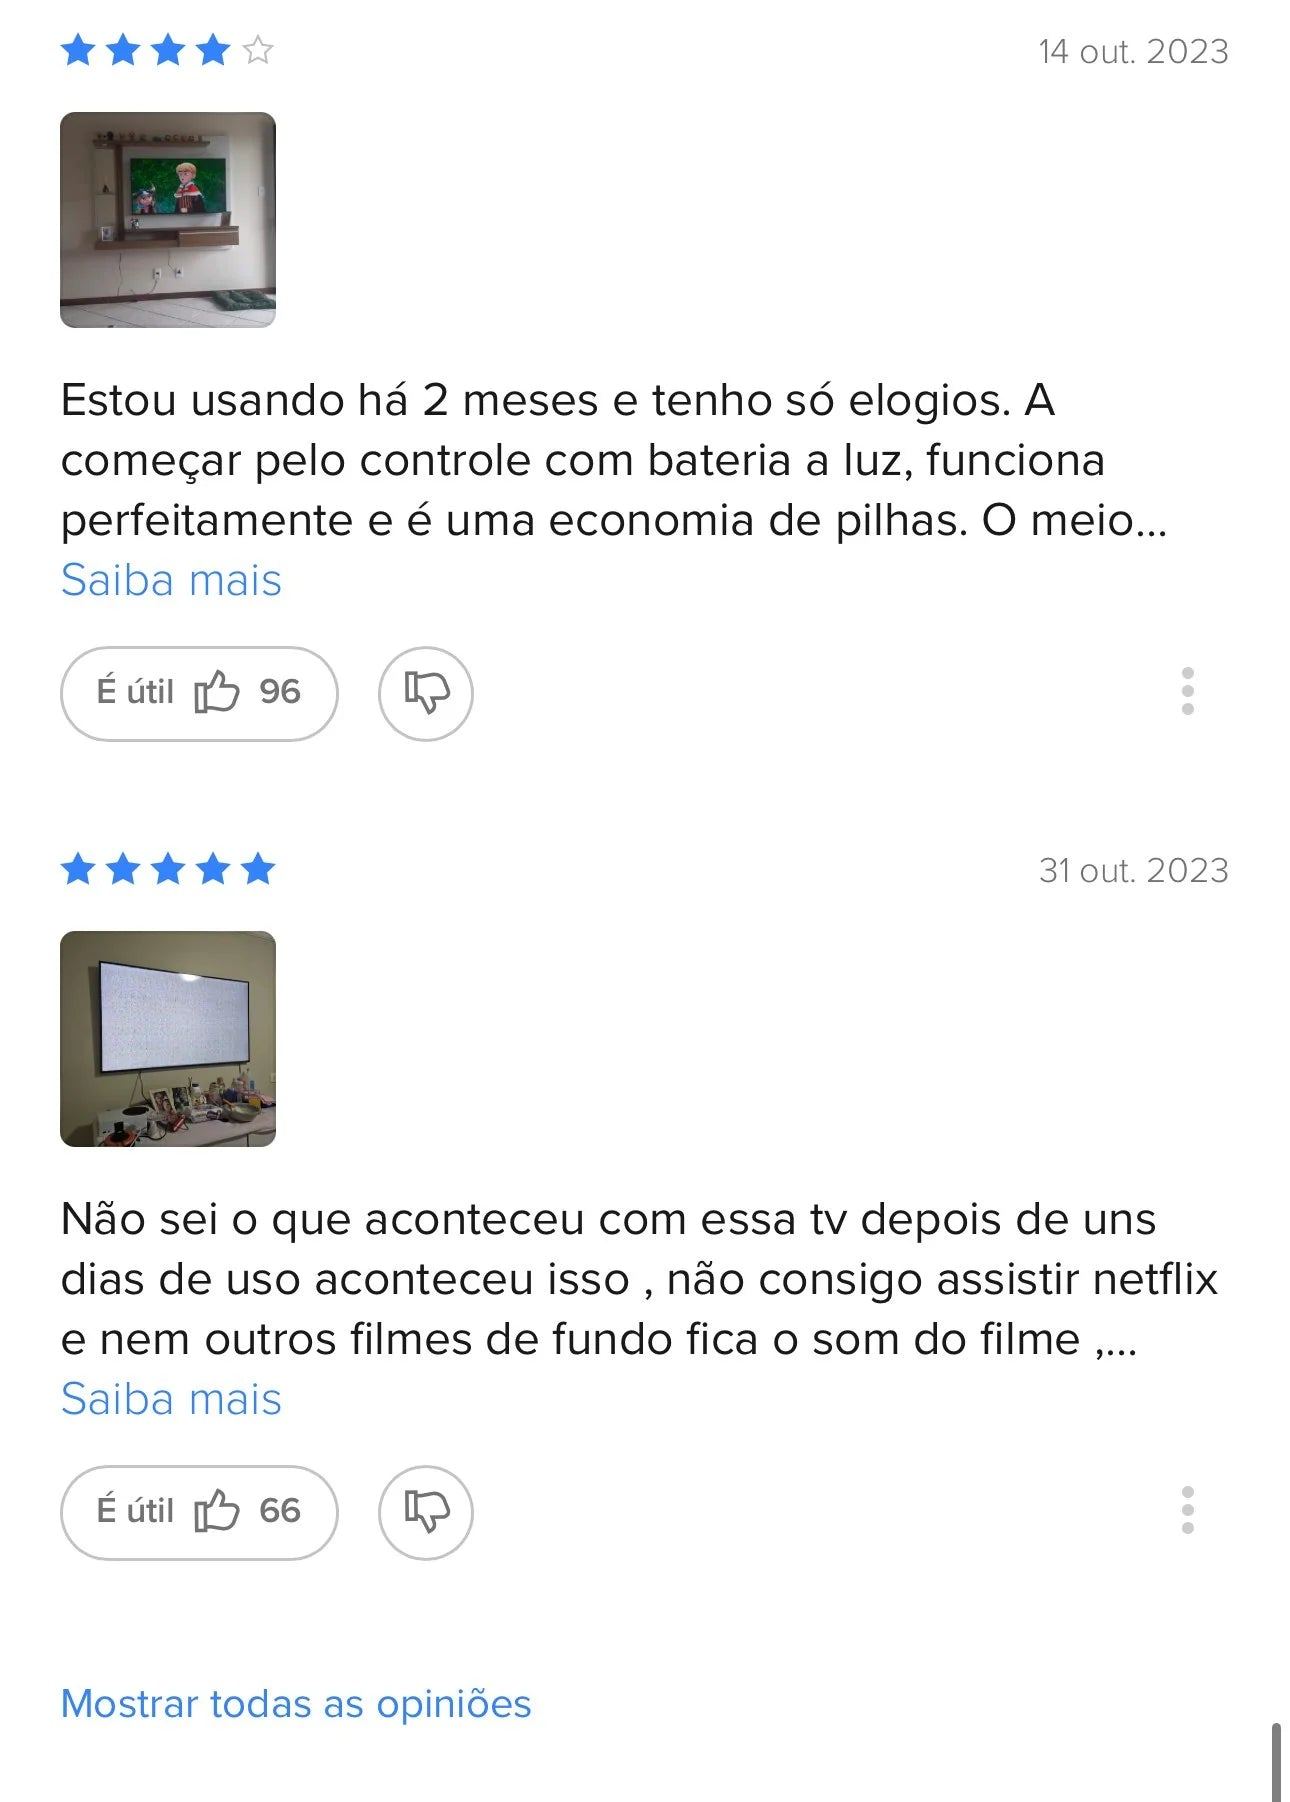 14 out. 2023
Estou usando há 2 meses e tenho só elogios. A
começar pelo controle com bateria a luz, funciona
perfeitamente e é uma economia de pilhas. O meio...
Saiba mais
É útil 96
31 out. 2023
Não sei o que aconteceu com essa tv depois de uns
dias de uso aconteceu isso , não consigo assistir netflix
e nem outros filmes de fundo fica o som do filme ,...
Saiba mais
É útil 66
Mostrar todas as opiniões